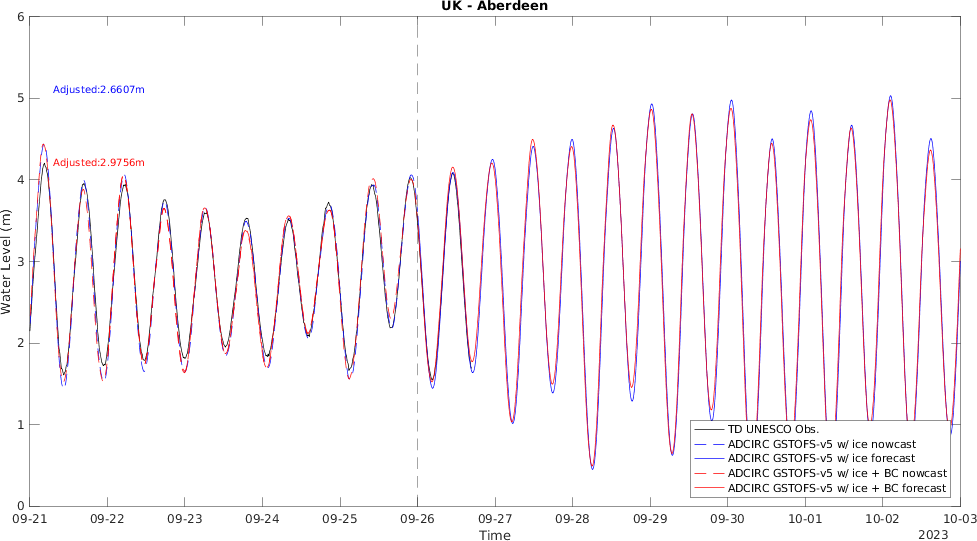 UK - Aberdeen
6
5
4
3
2
1
0
Water Level (m)
Adjusted:2.6607m
Adjusted:2.9756m
TD UNESCO Obs.
ADCIRC GSTOFS-v5 w/ ice nowcast
ADCIRC GSTOFS-v5 w/ ice forecast
ADCIRC GSTOFS-v5 w/ ice + BC nowcast
ADCIRC GSTOFS-v5 w/ ice + BC forecast
09-21 09-22 09-23 09-24 09-25 09-26 09-27 09-28 09-29 09-30 10-01 10-02 10-03
Time
2023